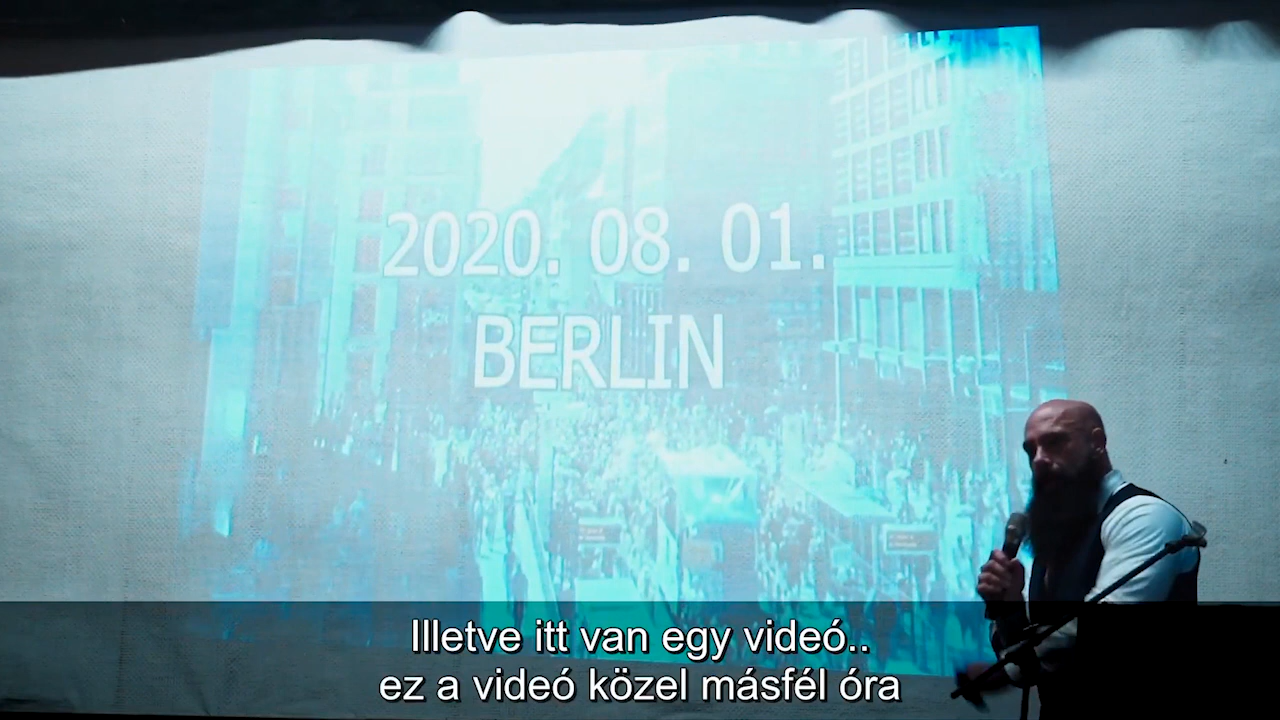 2020. 08. 01.
BERLIN
Illetve itt van egy videó..
ez a videó közel másfél óra